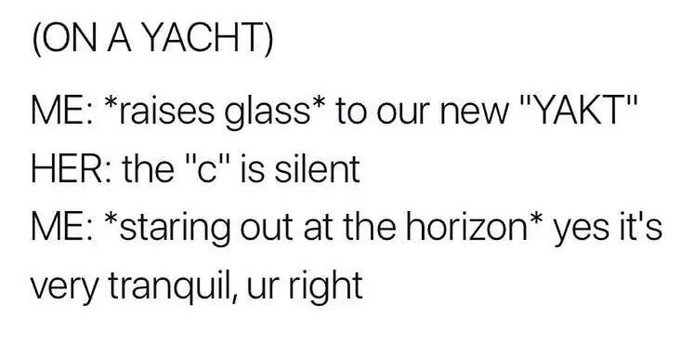 (ON A YACHT)
ME: *raises glass* to our new "YAKT"
HER: the "c" is silent
ME: *staring out at the horizon* yes it's
very tranquil, ur right